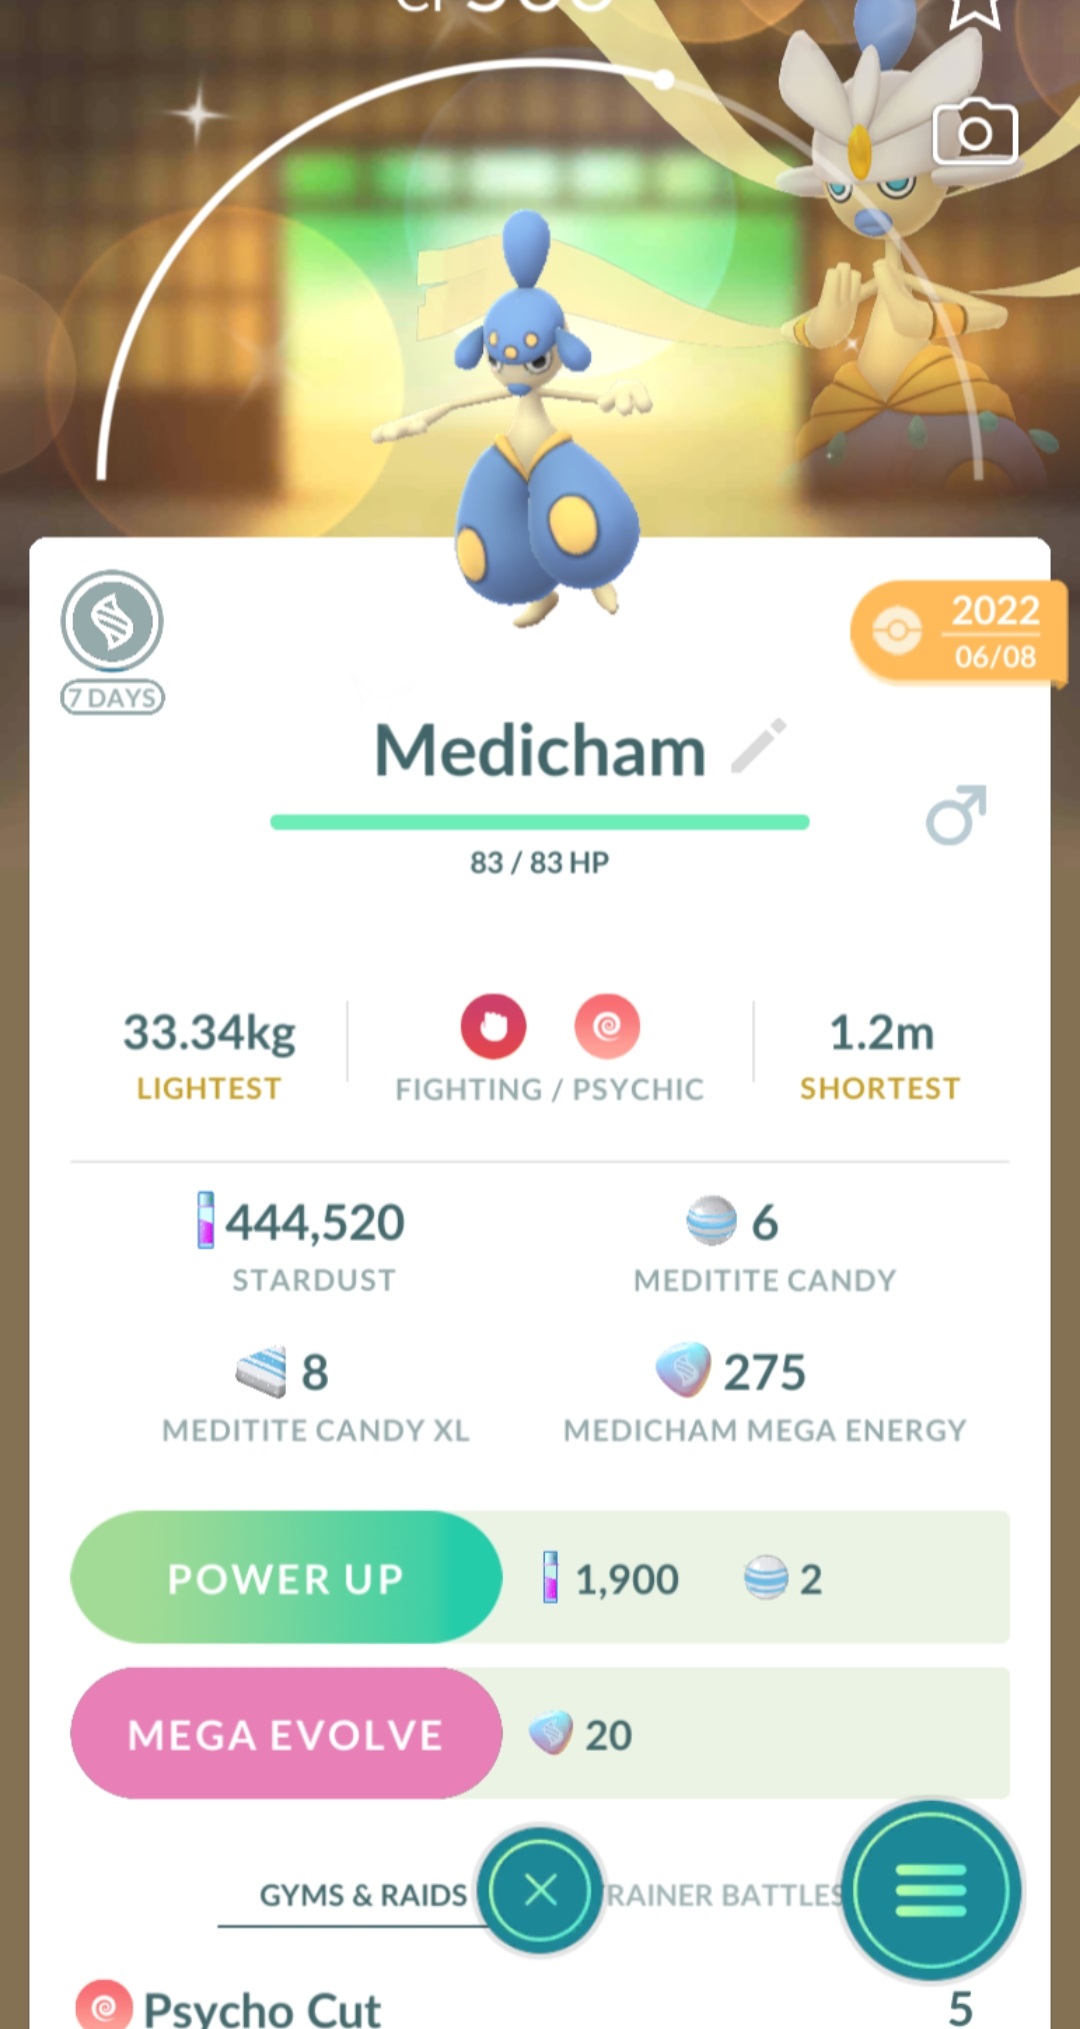 2022
06/08
7 DAYS
Medicham
83 / 83 HP
33.34kg
LIGHTEST
FIGHTING / PSYCHIC
1.2m
SHORTEST
444,520
STARDUST
6
MEDITITE CANDY
8
MEDITITE CANDY XL
275
MEDICHAM MEGA ENERGY
POWER UP
1,900
2
MEGA EVOLVE
20
GYMS & RAIDS
RAINER BATTLES
Psycho Cut
5